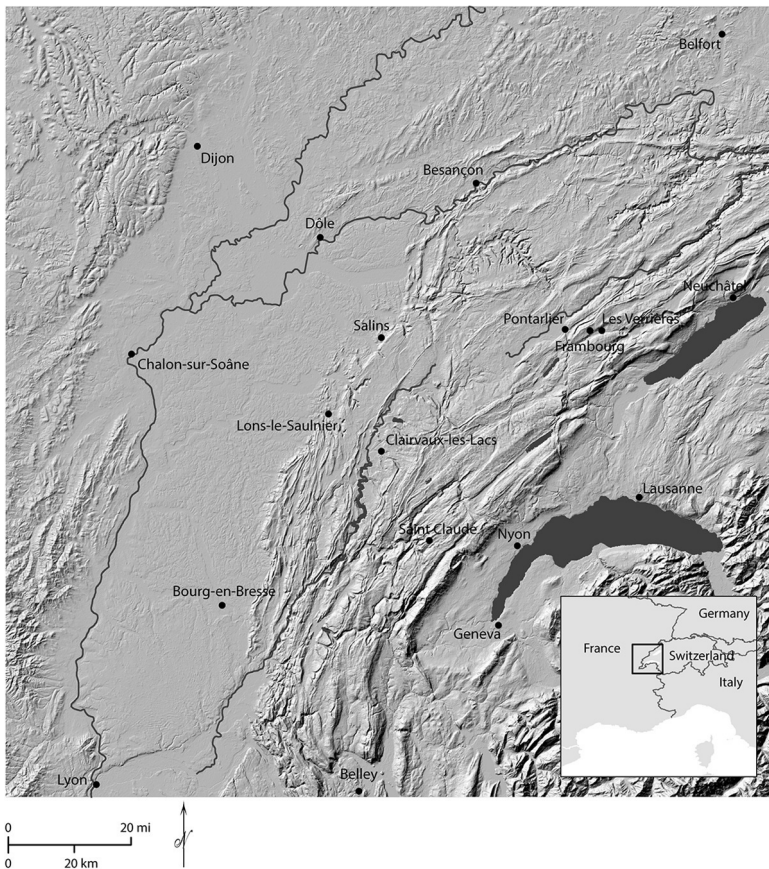 Belfort
Dijon
Besançon
Dôle
Neuchâtel
Salins
Pontarlier
Les Verrières
Frambourg
Chalon-sur-Soâne
Lons-le-Saulnier
Clairvaux-les-Lacs
Lausanne
Saint Claude
Nyon
Bourg-en-Bresse
Geneva
Germany
France
Switzerland
Italy
Lyon
Belley
0 20 mi
0 20 km
N